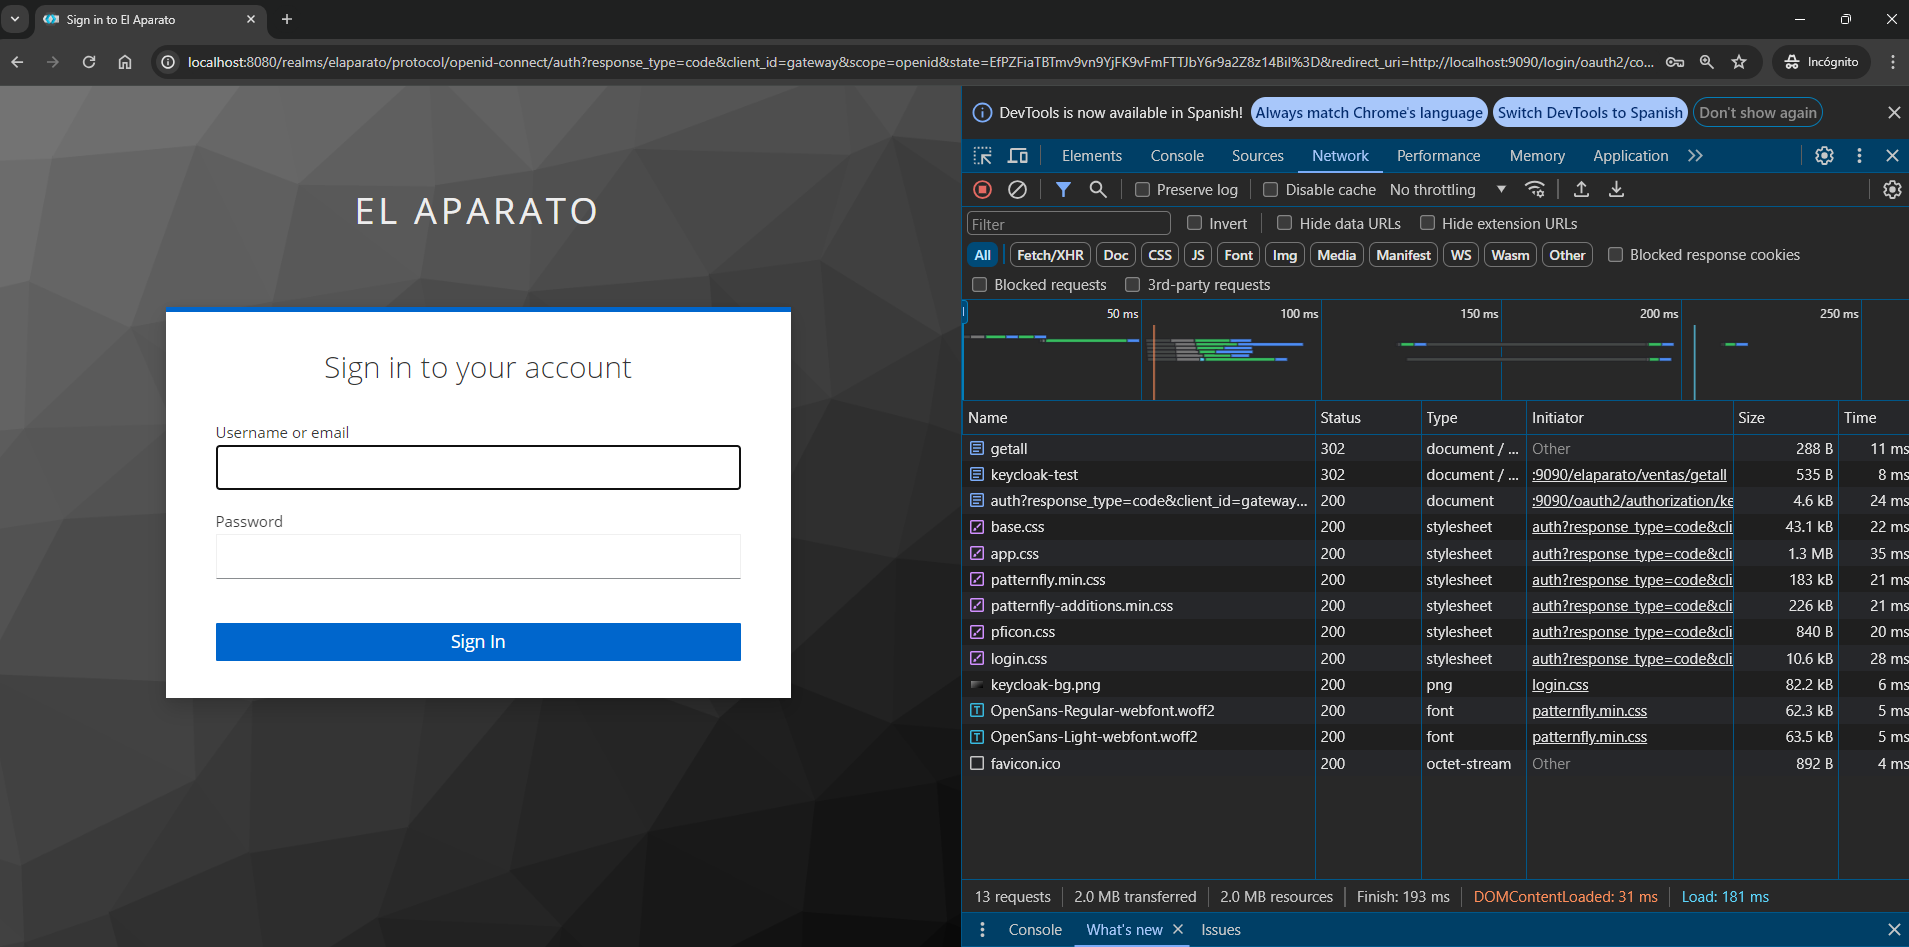 Sign in to El Aparato
localhost:8080/realms/elaparato/protocol/openid-connect/auth?response_type=code&client_id=gateway&scope=openid&state=EfPZFiaTBTmv9vn9YjFK9vFmFTTJbY6r9a2Z8z14BiI%3D&redirect_uri=http://localhost:9090/login/oauth2/co...
Incógnito
EL APARATO
Sign in to your account
Username or email
Password
Sign In
DevTools is now available in Spanish! Always match Chrome's language Switch DevTools to Spanish Don't show again
Elements Console Sources Network Performance Memory Application
Preserve log Disable cache No throttling
Filter Invert Hide data URLs Hide extension URLs
All Fetch/XHR Doc CSS JS Font Img Media Manifest WS Wasm Other Blocked response cookies
Blocked requests 3rd-party requests
50 ms 100 ms 150 ms 200 ms 250 ms
Name Status Type Initiator Size Time
getall 302 document / ... Other 288 B 11 ms
keycloak-test 302 document / ... :9090/elaparato/ventas/getall 535 B 8 ms
auth?response_type=code&client_id=gateway... 200 document :9090/oauth2/authorization/ke 4.6 kB 24 ms
base.css 200 stylesheet auth?response_type=code&cli 43.1 kB 22 ms
app.css 200 stylesheet auth?response_type=code&cli 1.3 MB 35 ms
patternfly.min.css 200 stylesheet auth?response_type=code&cli 183 kB 21 ms
patternfly-additions.min.css 200 stylesheet auth?response_type=code&cli 226 kB 21 ms
pficon.css 200 stylesheet auth?response_type=code&cli 840 B 20 ms
login.css 200 stylesheet auth?response_type=code&cli 10.6 kB 28 ms
keycloak-bg.png 200 png login.css 82.2 kB 6 ms
OpenSans-Regular-webfont.woff2 200 font patternfly.min.css 62.3 kB 5 ms
OpenSans-Light-webfont.woff2 200 font patternfly.min.css 63.5 kB 5 ms
favicon.ico 200 octet-stream Other 892 B 4 ms
13 requests 2.0 MB transferred 2.0 MB resources Finish: 193 ms DOMContentLoaded: 31 ms Load: 181 ms
Console What's new Issues